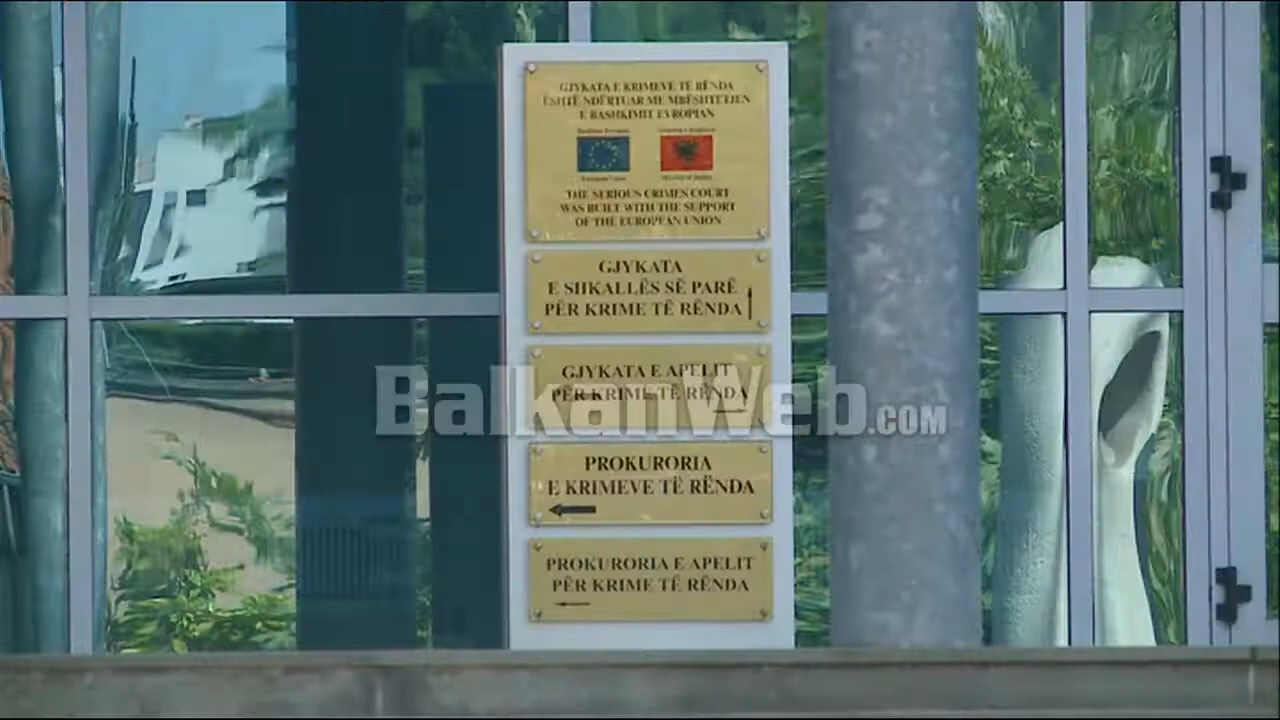 GJYKATA E KRIMEVE TË RËNDA
ËSHTË NDËRTUAR ME MBËSHTETJEN
E BASHKIMIT EVROPIAN
THE SERIOUS CRIMES COURT
WAS BUILT WITH THE SUPPORT
OF THE EUROPEAN UNION
GJYKATA
E SHKALLËS SË PARË
PËR KRIME TË RËNDA
GJYKATA E APELIT
PËR KRIME TË RËNDA
BalkanWeb.COM
PROKURORIA
E KRIMEVE TË RËNDA
PROKURORIA E APELIT
PËR KRIME TË RËNDA